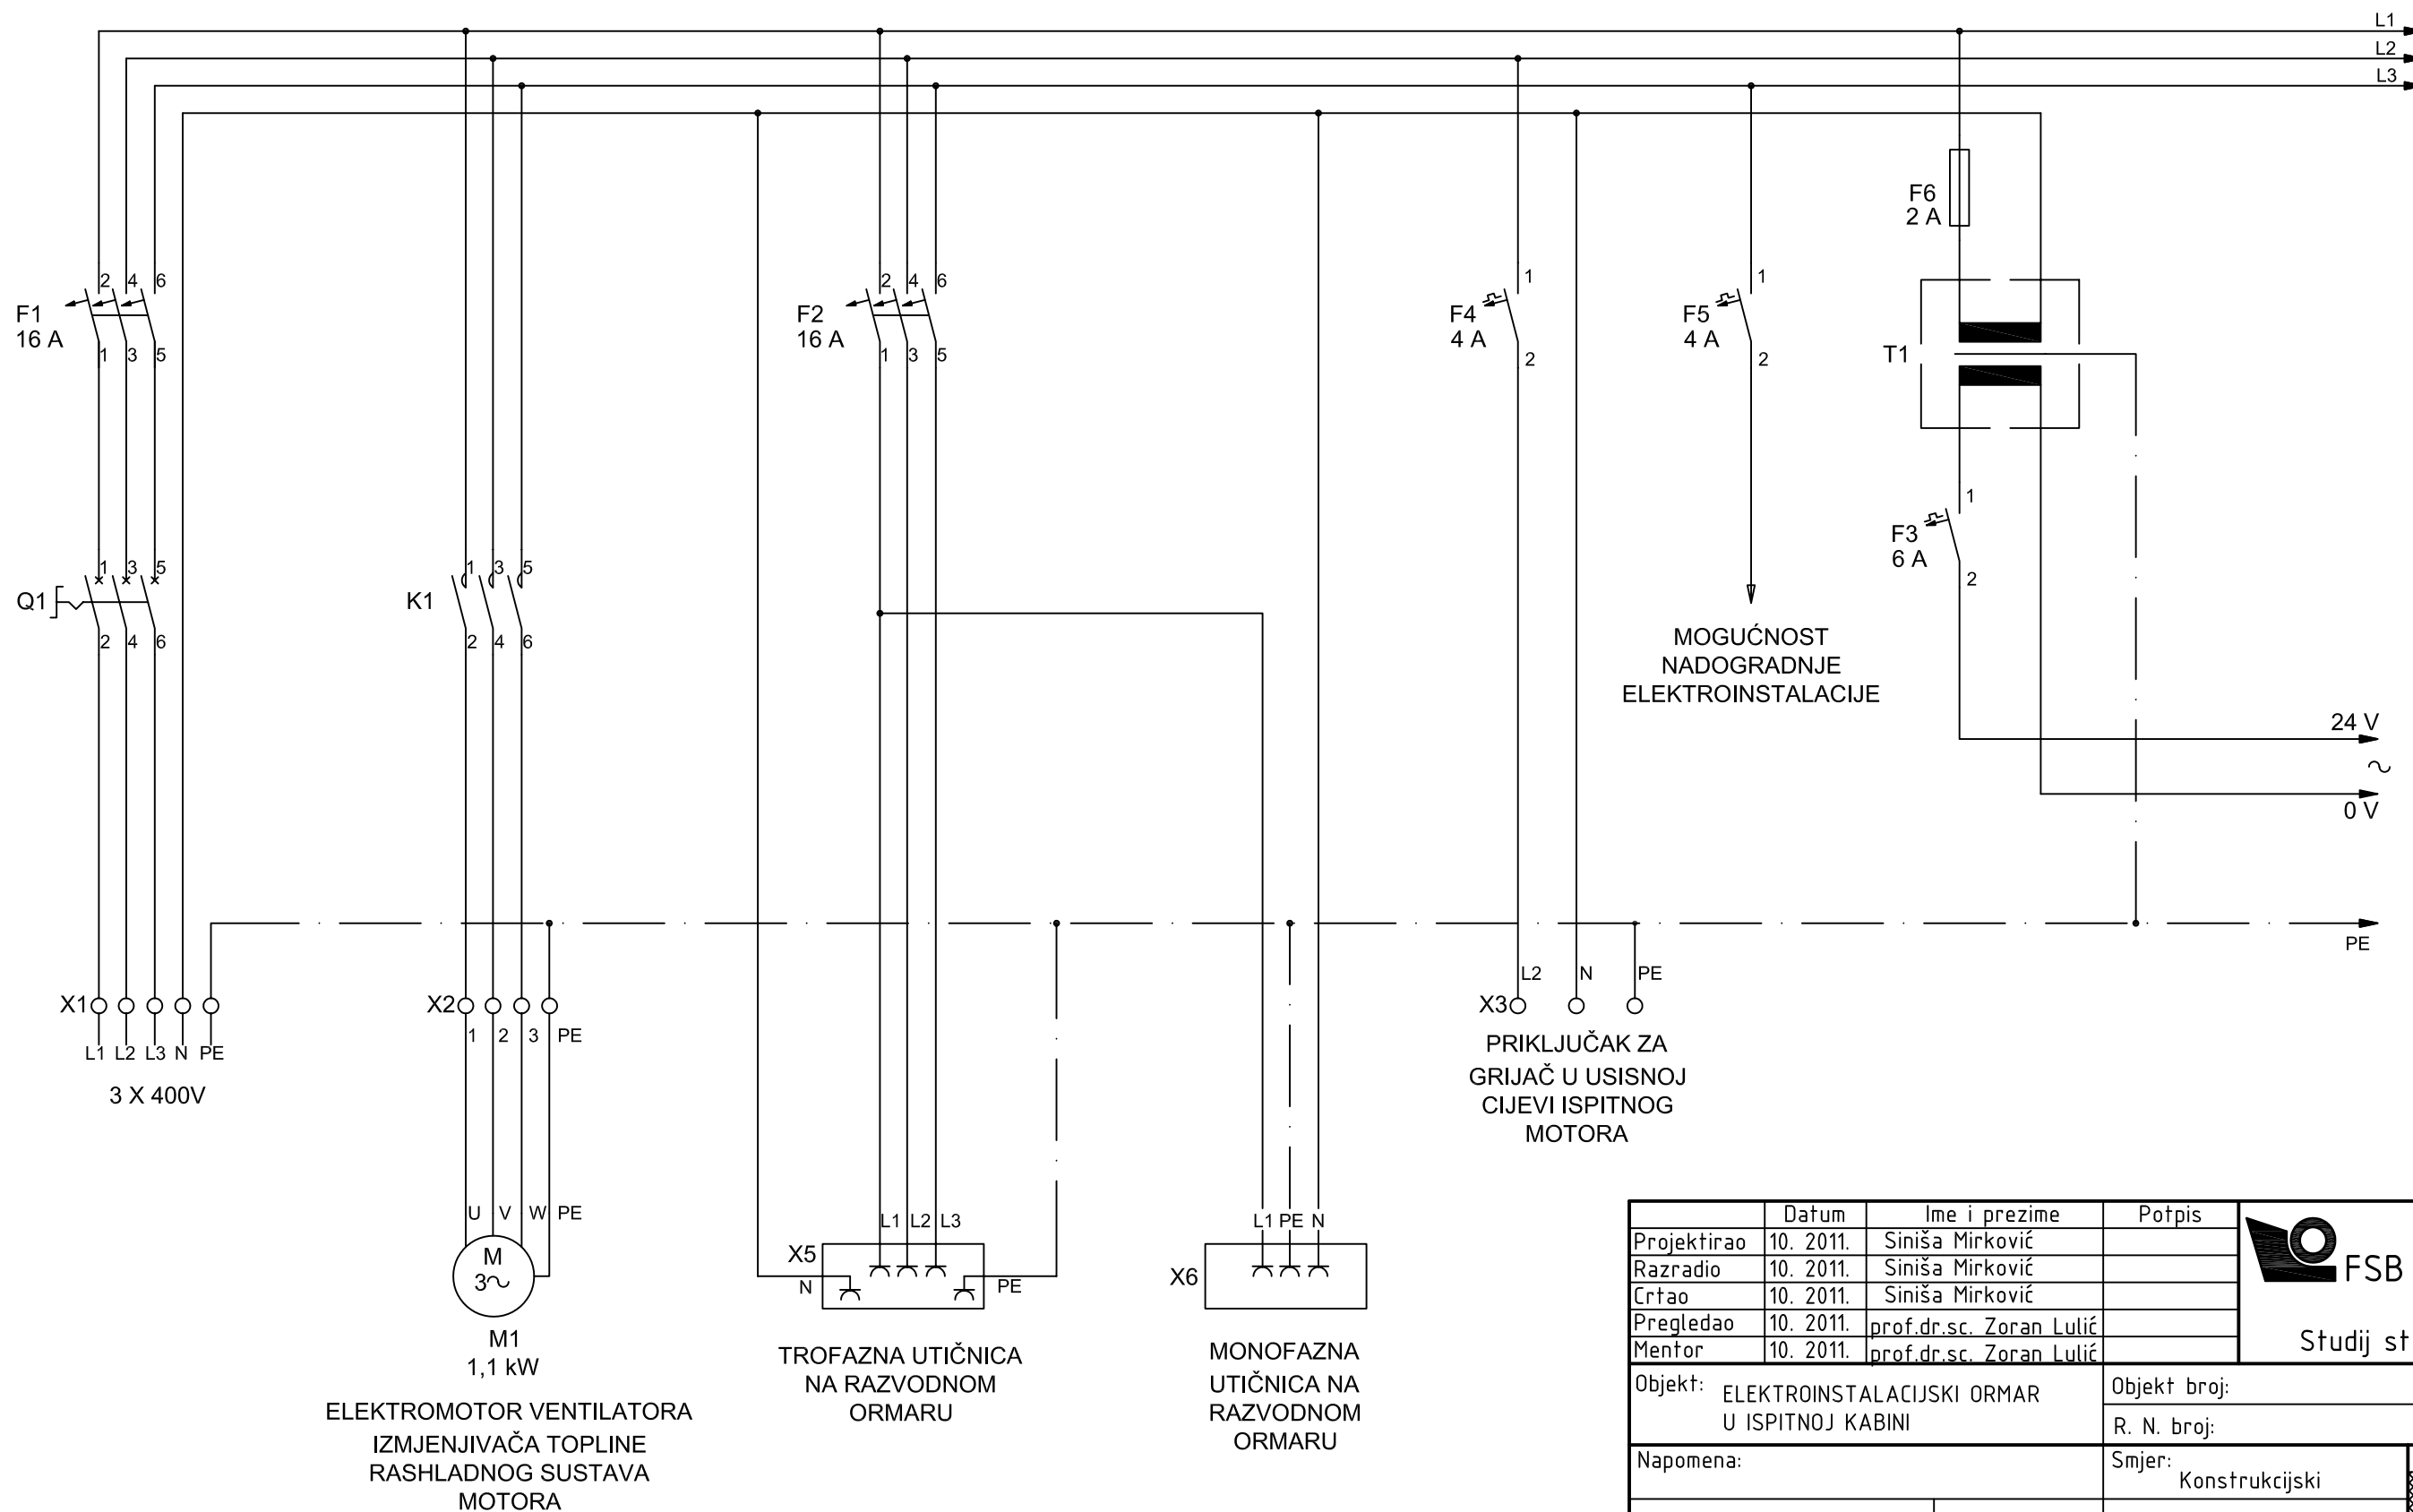 L1
L2
L3
F6
2 A
2 4 6
F1
16 A
1 3 5
2 4 6
F2
16 A
1 3 5
1
F4
4 A
2
1
F5
4 A
2
T1
1
F3
6 A
2
1 3 5
Q1
2 4 6
1 3 5
K1
2 4 6
MOGUĆNOST
NADOGRADNJE
ELEKTROINSTALACIJE
24 V
0 V
PE
X1
L1 L2 L3 N PE
3 X 400V
X2
1 2 3 PE
U V W PE
M
3
M1
1,1 kW
ELEKTROMOTOR VENTILATORA
IZMJENJIVAČA TOPLINE
RASHLADNOG SUSTAVA
MOTORA
L1 L2 L3
X5
N
PE
TROFAZNA UTIČNICA
NA RAZVODNOM
ORMARU
L1 PE N
X6
MONOFAZNA
UTIČNICA NA
RAZVODNOM
ORMARU
L2 N PE
X3
PRIKLJUČAK ZA
GRIJAČ U USISNOJ
CIJEVI ISPITNOG
MOTORA
Datum Ime i prezime Potpis
Projektirao 10. 2011. Siniša Mirković
Razradio 10. 2011. Siniša Mirković
Crtao 10. 2011. Siniša Mirković
Pregledao 10. 2011. prof.dr.sc. Zoran Lulić
Mentor 10. 2011. prof.dr.sc. Zoran Lulić
FSB
Studij st
Objekt: ELEKTROINSTALACIJSKI ORMAR
U ISPITNOJ KABINI
Objekt broj:
R. N. broj:
Napomena:
Smjer:
Konstrukcijski